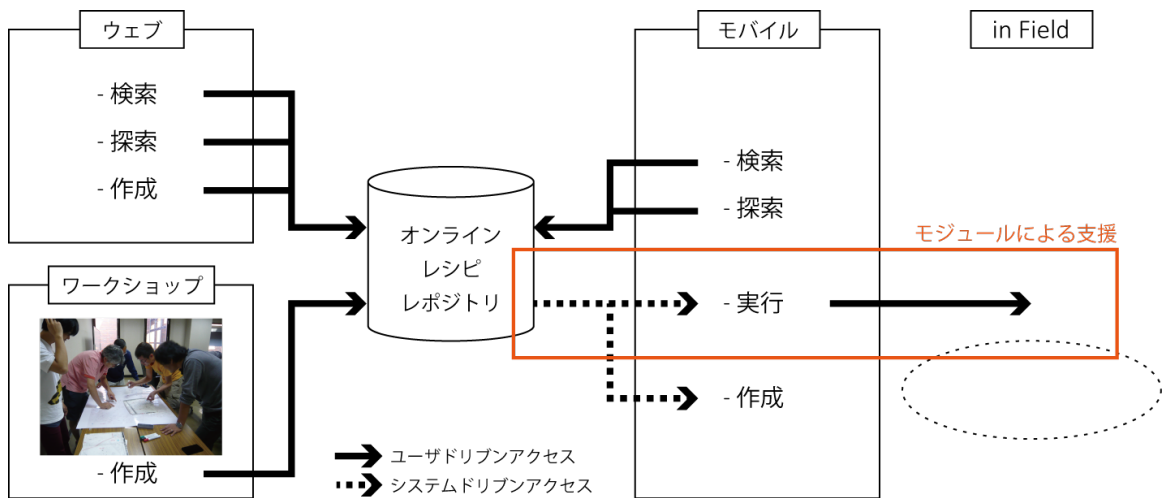 ウェブ
- 検索
- 探索
- 作成
ワークショップ
- 作成
オンライン
レシピ
レポジトリ
モバイル
- 検索
- 探索
- 実行
- 作成
in Field
モジュールによる支援
ユーザドリブンアクセス
システムドリブンアクセス